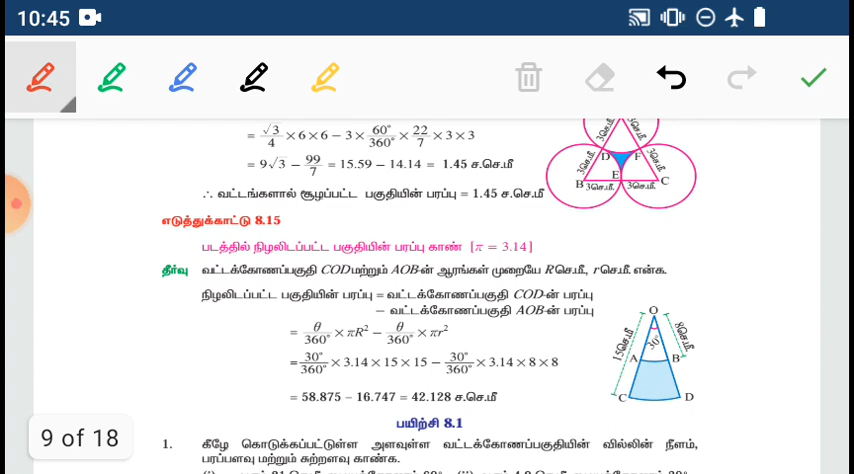 10:45
= √3/4 × 6 × 6 − 3 × 60°/360° × 22/7 × 3 × 3
= 9√3 − 99/7 = 15.59 − 14.14 = 1.45 ச.செ.மீ
∴ வட்டங்களால் சூழப்பட்ட பகுதியின் பரப்பு = 1.45 ச.செ.மீ
3செ.மீ. 3செ.மீ.
3செ.மீ. D F 3செ.மீ.
E
B 3செ.மீ. 3செ.மீ. C
எடுத்துக்காட்டு 8.15
படத்தில் நிழலிடப்பட்ட பகுதியின் பரப்பு காண் [π = 3.14]
தீர்வு வட்டக்கோணப்பகுதி COD மற்றும் AOB-ன் ஆரங்கள் முறையே R செ.மீ., r செ.மீ. என்க.
நிழலிடப்பட்ட பகுதியின் பரப்பு = வட்டக்கோணப்பகுதி COD-ன் பரப்பு
− வட்டக்கோணப்பகுதி AOB-ன் பரப்பு
= θ/360° × πR² − θ/360° × πr²
= 30°/360° × 3.14 × 15 × 15 − 30°/360° × 3.14 × 8 × 8
= 58.875 − 16.747 = 42.128 ச.செ.மீ
O
15செ.மீ 30° 8செ.மீ
A B
C D
பயிற்சி 8.1
9 of 18
1. கீழே கொடுக்கப்பட்டுள்ள அளவுள்ள வட்டக்கோணப்பகுதியின் வில்லின் நீளம்,
பரப்பளவு மற்றும் சுற்றளவு காண்க.